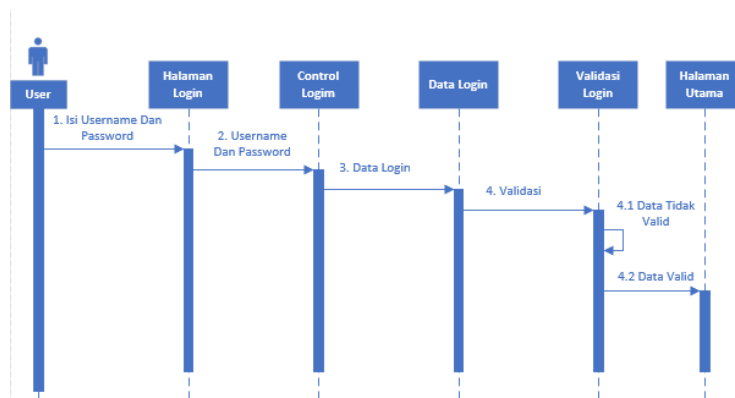 User
Halaman
Login
Control
Logim
Data Login
Validasi
Login
Halaman
Utama
1. Isi Username Dan
Password
2. Username
Dan Password
3. Data Login
4. Validasi
4.1 Data Tidak
Valid
4.2 Data Valid